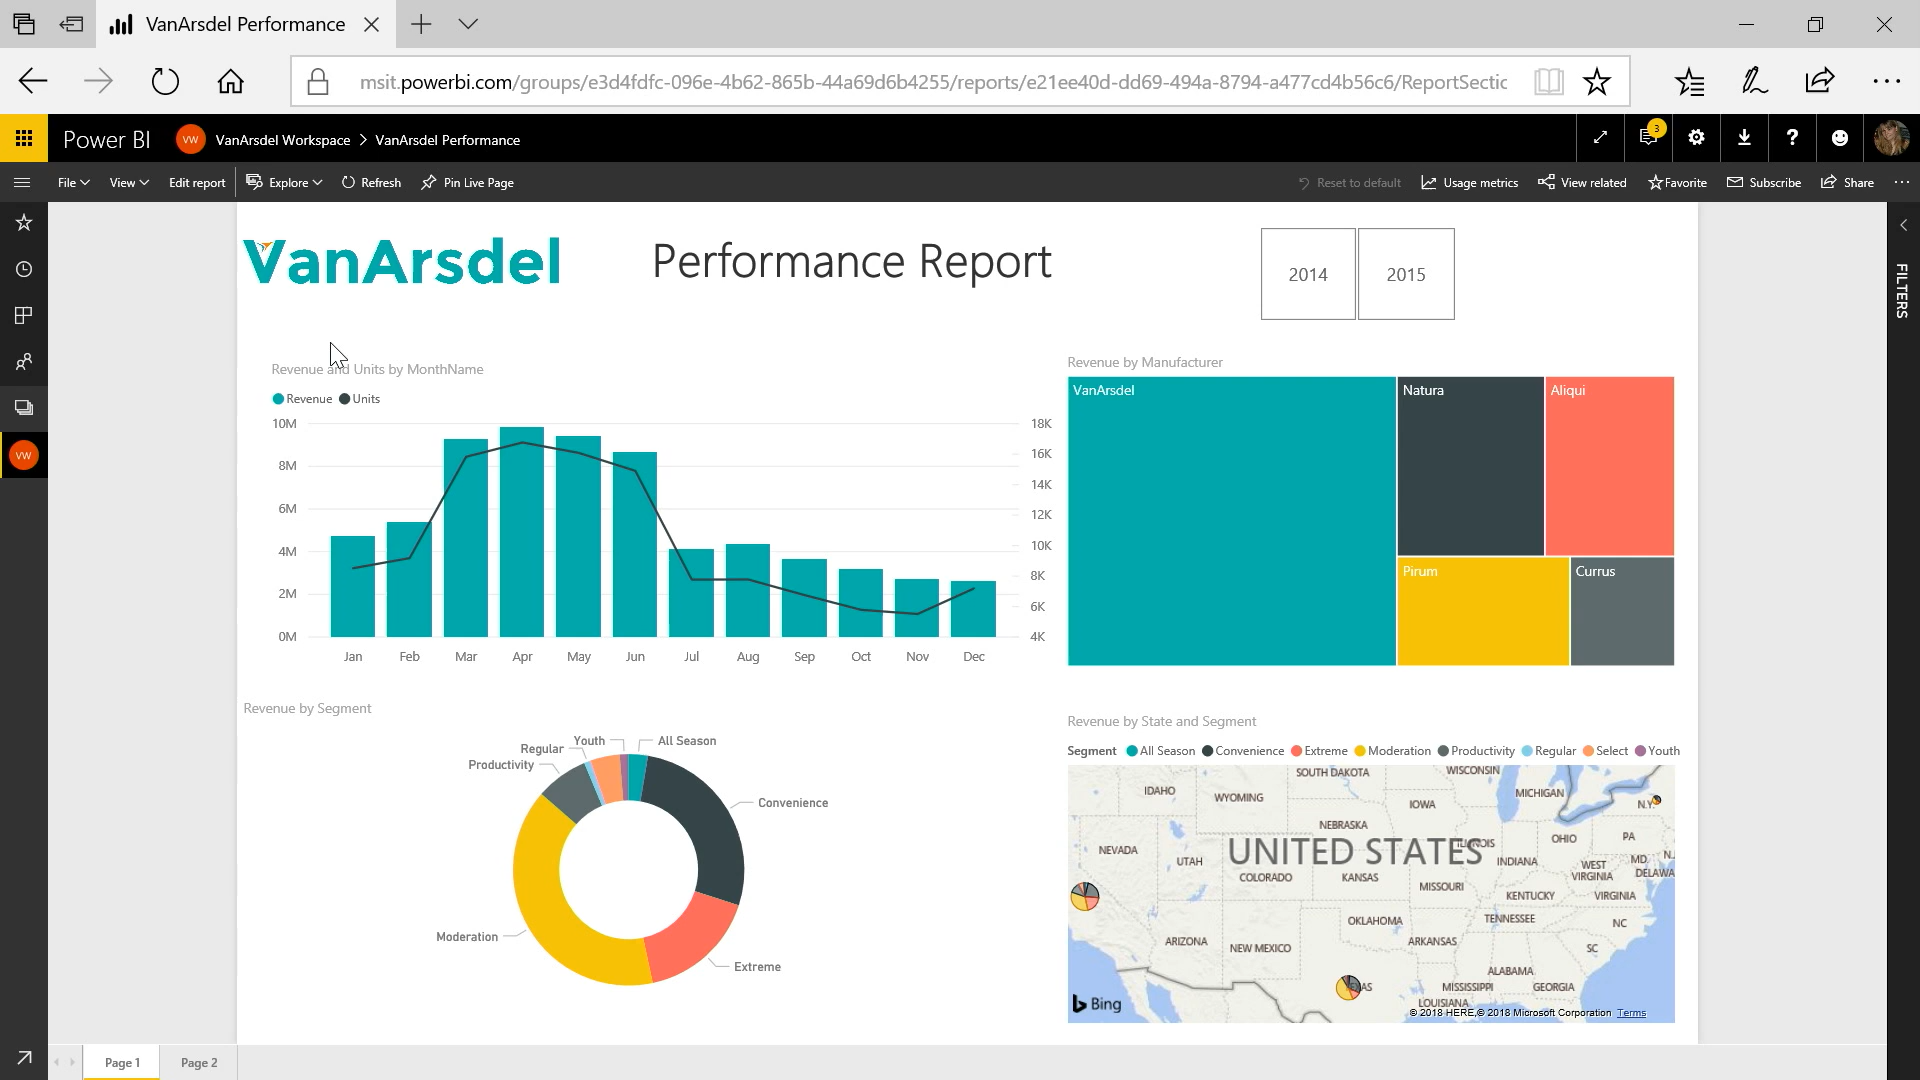 VanArsdel Performance
msit.powerbi.com/groups/e3d4fdfc-096e-4b62-865b-44a69d6b4255/reports/e21ee40d-dd69-494a-8794-a477cd4b56c6/ReportSectic
Power BI VW VanArsdel Workspace > VanArsdel Performance 3 ?
File View Edit report Explore Refresh Pin Live Page Reset to default Usage metrics View related Favorite Subscribe Share
VanArsdel Performance Report 2014 2015
FILTERS
VW
Revenue and Units by MonthName
Revenue Units
10M 18K
16K
8M
14K
6M 12K
4M 10K
8K
2M
6K
0M 4K
Jan Feb Mar Apr May Jun Jul Aug Sep Oct Nov Dec
Revenue by Manufacturer
VanArsdel Natura Aliqui
Pirum Currus
Revenue by Segment
Youth All Season
Regular
Productivity
Convenience
Moderation
Extreme
Revenue by State and Segment
Segment All Season Convenience Extreme Moderation Productivity Regular Select Youth
SOUTH DAKOTA WISCONSIN
IDAHO WYOMING MICHIGAN
IOWA N.Y.
NEBRASKA
OHIO PA
NEVADA UTAH UNITED STATES ILLINOIS INDIANA MD. N.
COLORADO KANSAS WEST VIRGINIA DELAWA
MISSOURI KENTUCKY VIRGINIA
OKLAHOMA TENNESSEE NC
ARIZONA NEW MEXICO ARKANSAS SC
ALABAMA
MISSISSIPPI GEORGIA
LOUISIANA
Bing
© 2018 HERE,© 2018 Microsoft Corporation Terms
Page 1 Page 2